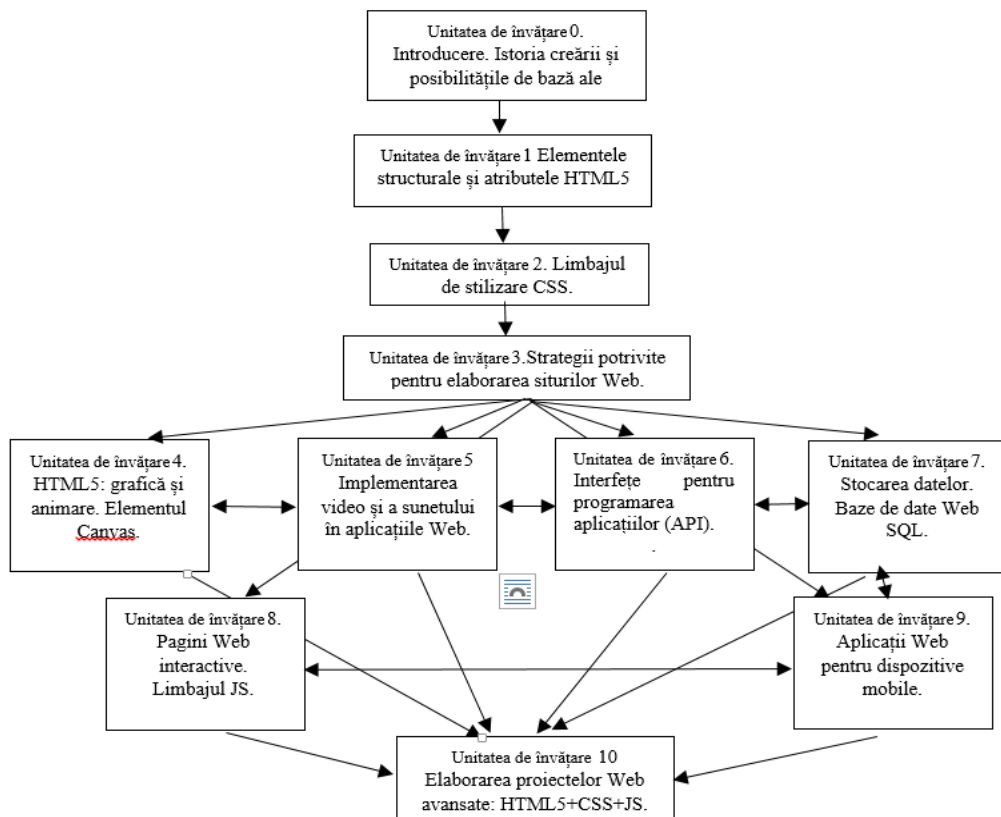 Unitatea de învățare 0.
Introducere. Istoria creării și
posibilitățile de bază ale
Unitatea de învățare 1 Elementele
structurale și atributele HTML5
Unitatea de învățare 2. Limbajul
de stilizare CSS.
Unitatea de învățare 3.Strategii potrivite
pentru elaborarea siturilor Web.
Unitatea de învățare 4.
HTML5: grafică și
animare. Elementul
Canvas.
Unitatea de învățare 5
Implementarea
video și a sunetului
în aplicațiile Web.
Unitatea de învățare 6.
Interfețe pentru
programarea
aplicațiilor (API).
.
Unitatea de învățare 7.
Stocarea datelor.
Baze de date Web
SQL.
Unitatea de învățare 8.
Pagini Web
interactive.
Limbajul JS.
Unitatea de învățare 9.
Aplicații Web
pentru dispozitive
mobile.
Unitatea de învățare 10
Elaborarea proiectelor Web
avansate: HTML5+CSS+JS.